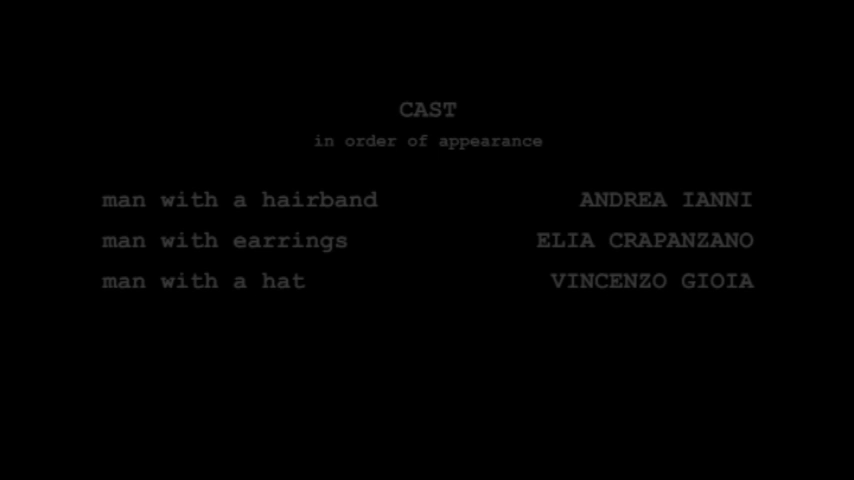 CAST
in order of appearance
man with a hairband ANDREA IANNI
man with earrings ELIA CRAPANZANO
man with a hat VINCENZO GIOIA